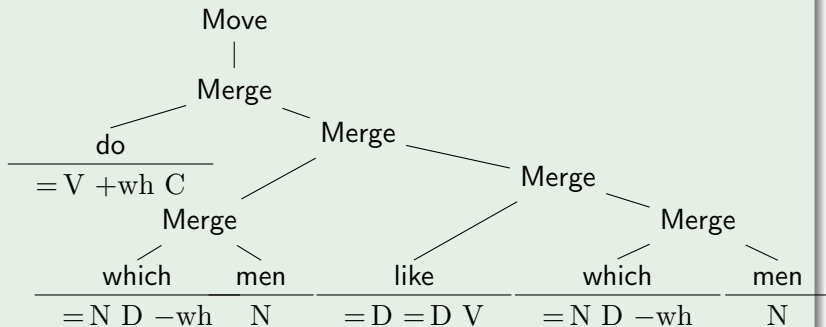 Move
Merge
do
Merge
= V +wh C
Merge
Merge
Merge
which men like which men
= N D −wh N = D = D V = N D −wh N